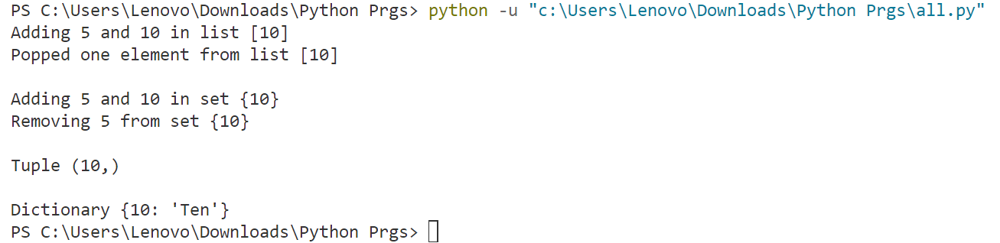 PS C:\Users\Lenovo\Downloads\Python Prgs> python -u "c:\Users\Lenovo\Downloads\Python Prgs\all.py"
Adding 5 and 10 in list [10]
Popped one element from list [10]
Adding 5 and 10 in set {10}
Removing 5 from set {10}
Tuple (10,)
Dictionary {10: 'Ten'}
PS C:\Users\Lenovo\Downloads\Python Prgs>